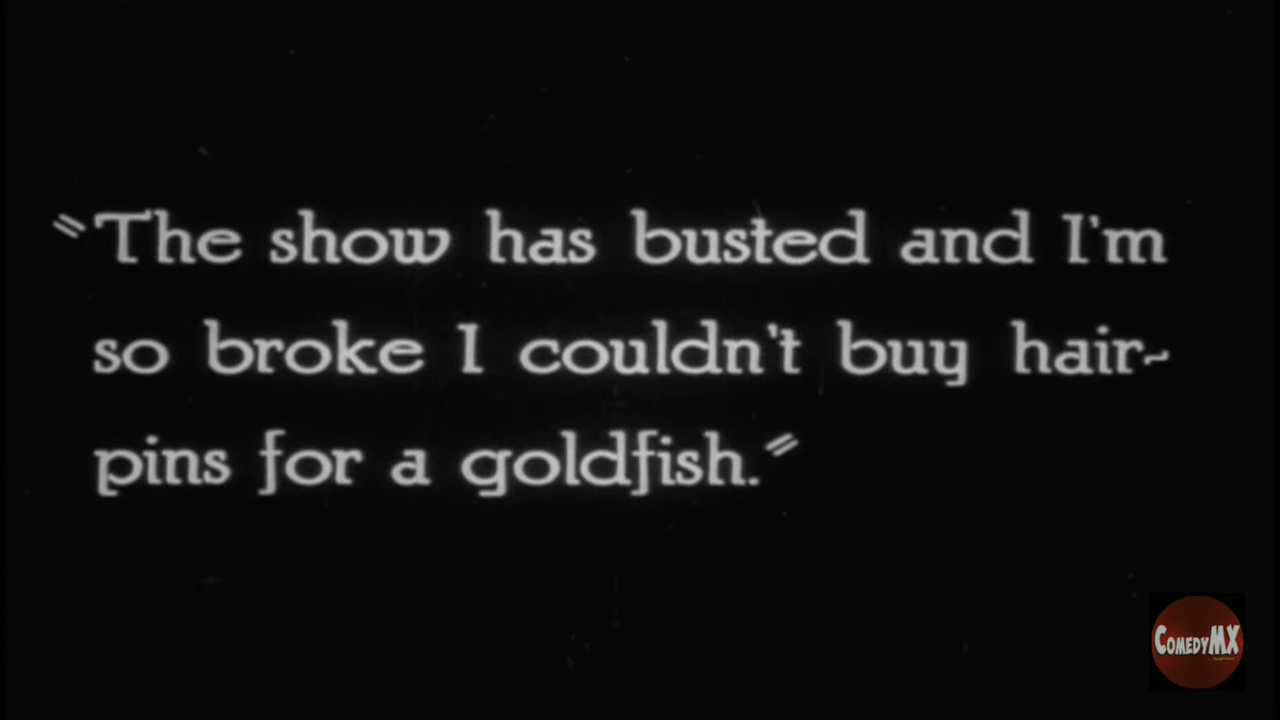 "The show has busted and I'm
so broke I couldn't buy hair-
pins for a goldfish."
COMEDYMX